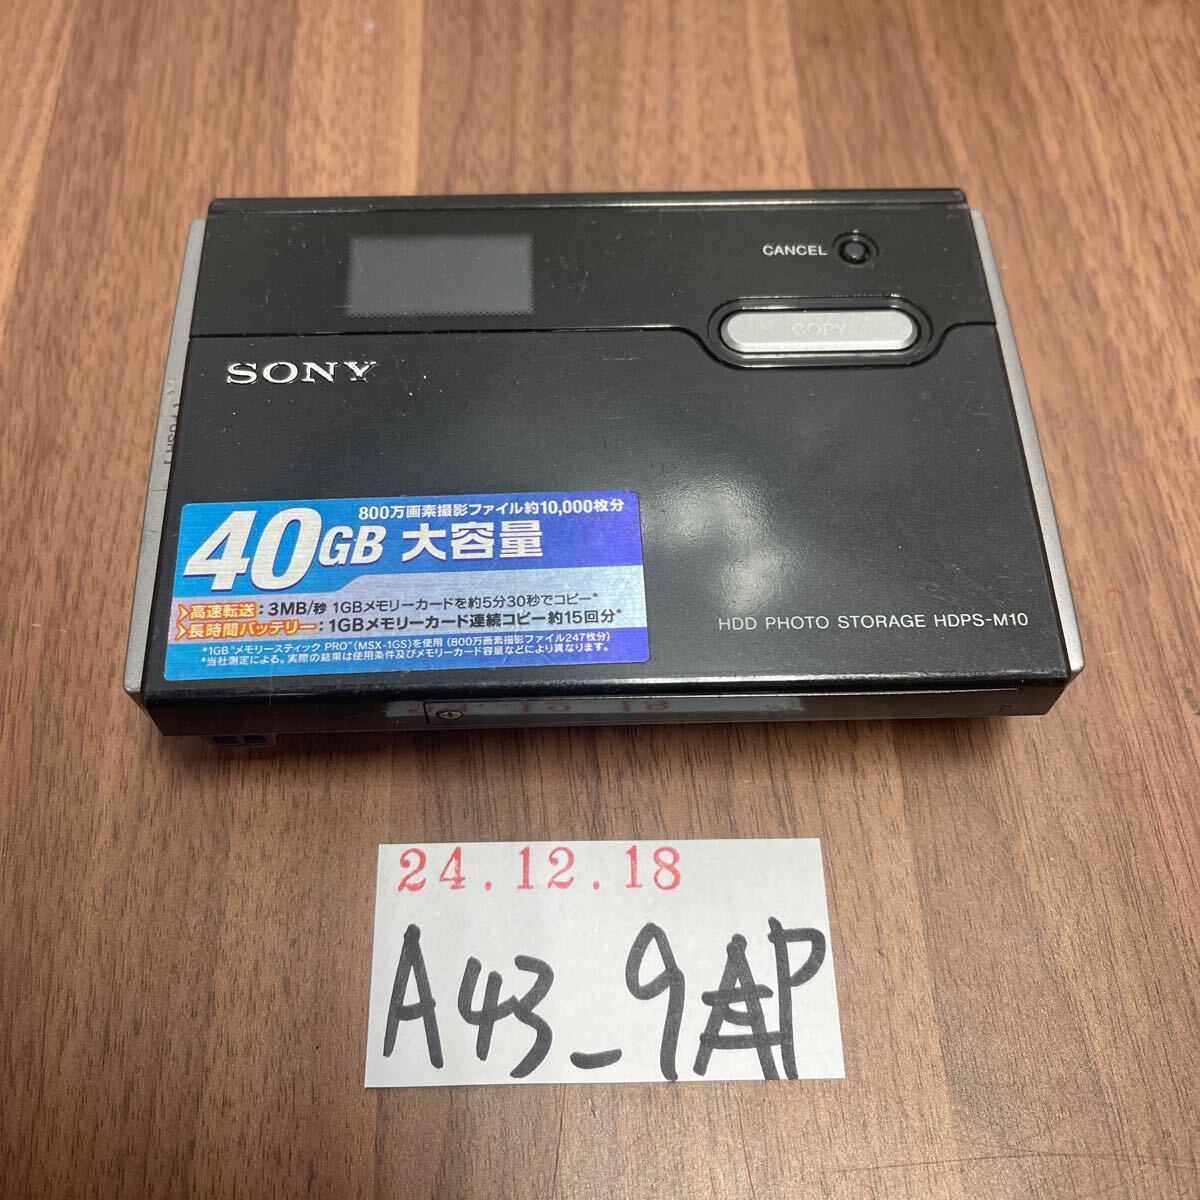 CANCEL
COPY
SONY
800万画素撮影ファイル約10,000枚分
40GB 大容量
高速転送：3MB/秒 1GBメモリーカードを約5分30秒でコピー*
長時間バッテリー：1GBメモリーカード連続コピー約15回分*
*1GB“メモリースティック PRO”(MSX-1GS)を使用（800万画素撮影ファイル247枚分）
*当社測定による。実際の結果は使用条件及びメモリーカード容量などにより異なります。
HDD PHOTO STORAGE HDPS-M10
24.12.18
A43_9